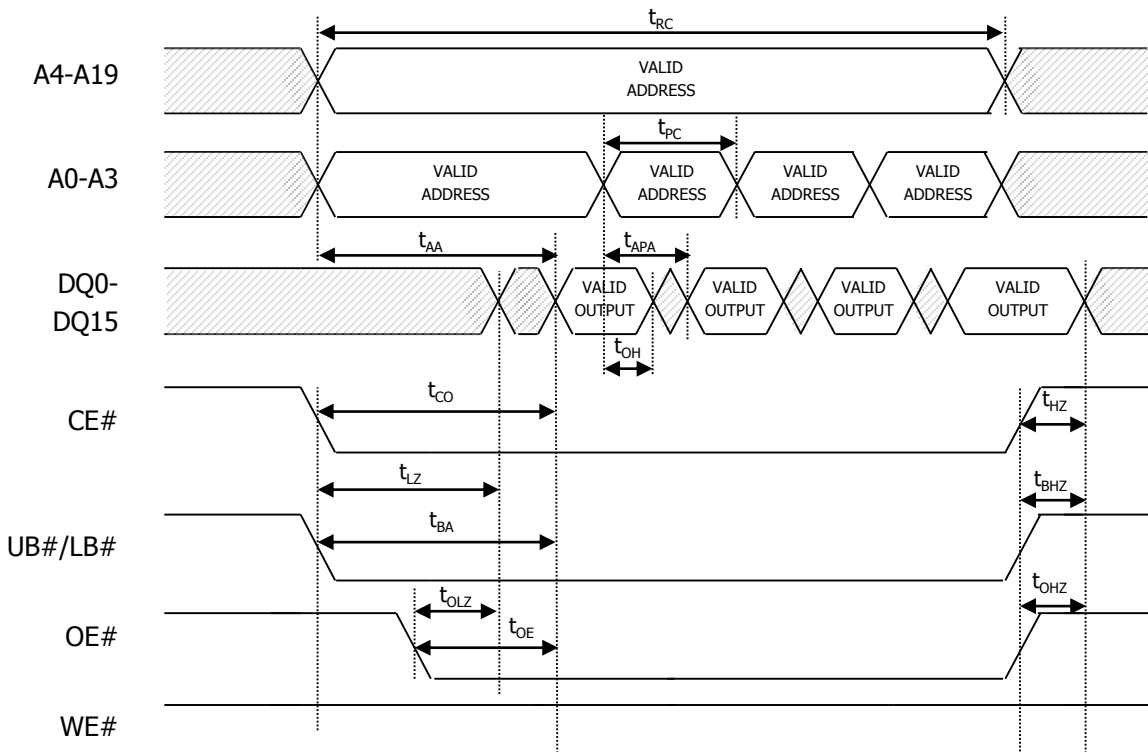 tRC
A4-A19
VALID
ADDRESS
tPC
A0-A3
VALID
ADDRESS
VALID
ADDRESS
VALID
ADDRESS
VALID
ADDRESS
tAA
tAPA
DQ0-
DQ15
VALID
OUTPUT
VALID
OUTPUT
VALID
OUTPUT
VALID
OUTPUT
tOH
tCO
CE#
tHZ
tLZ
tBHZ
tBA
UB#/LB#
tOLZ
tOHZ
tOE
OE#
WE#